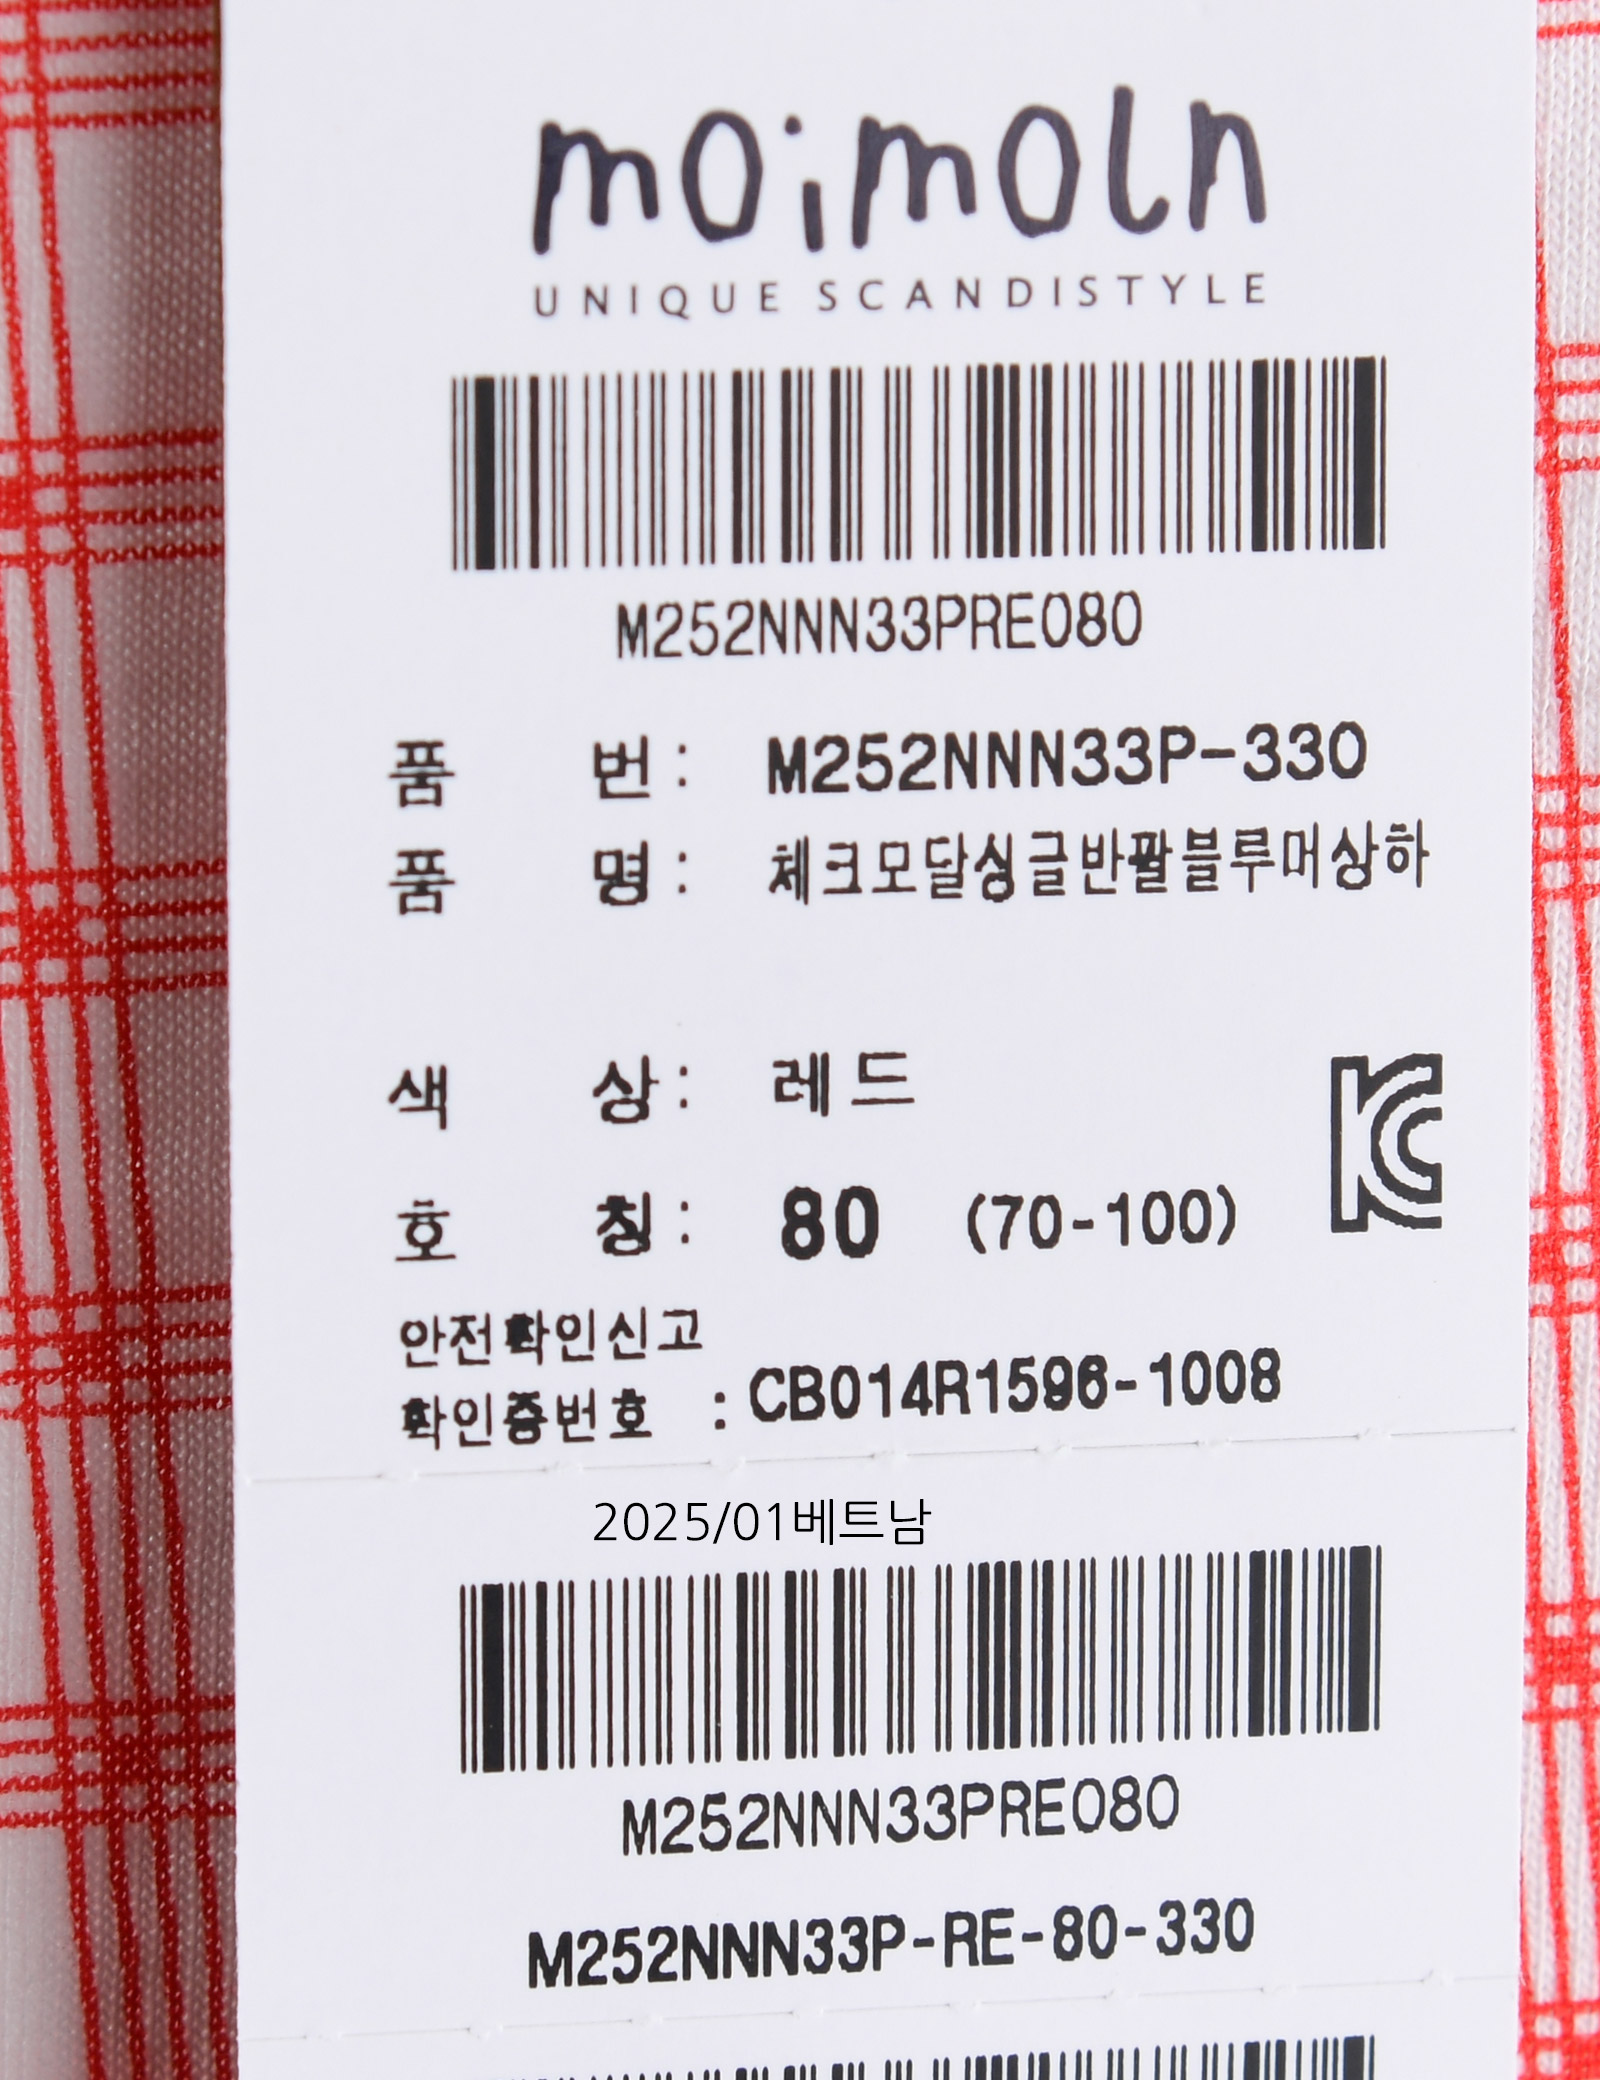 moimoln
UNIQUE SCANDISTYLE
M252NNN33PRE080
품 번 : M252NNN33P-330
품 명 : 체크모달싱글반팔블루머상하
색 상 : 레드
호 칭 : 80 (70-100)
KC
안전확인신고
확인증번호 : CB014R1596-1008
2025/01베트남
M252NNN33PRE080
M252NNN33P-RE-80-330